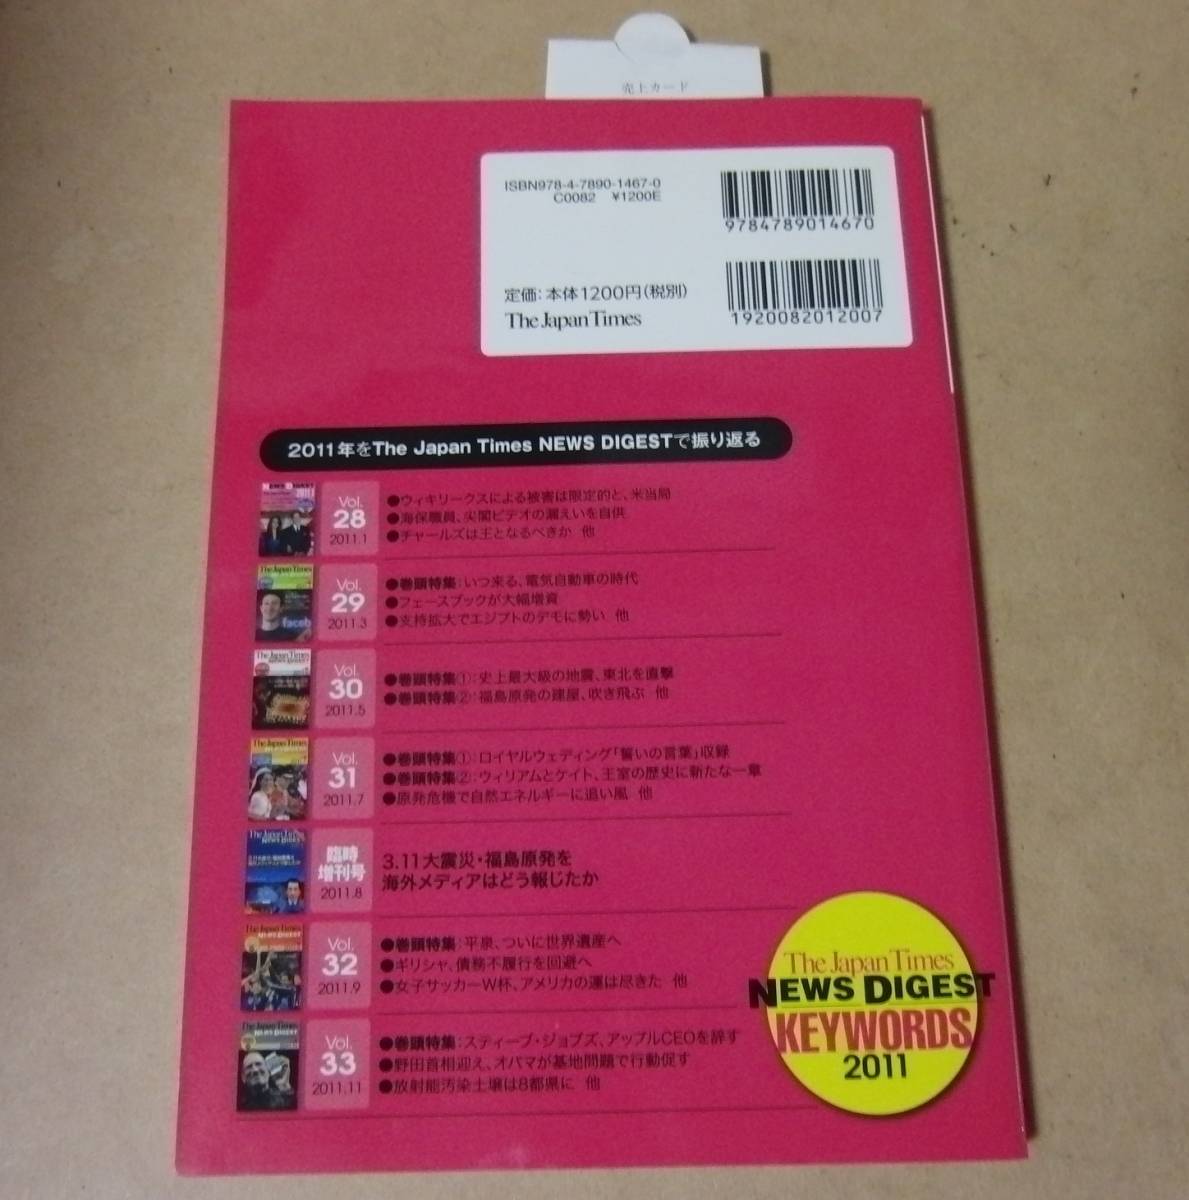 売上カード
ISBN978-4-7890-1467-0
C0082 ¥1200E
9784789014670
定価:本体1200円(税別)
The Japan Times
1920082012007
2011年をThe Japan Times NEWS DIGESTで振り返る
Vol.
28
2011.1
●ウィキリークスによる被害は限定的と、米当局
●海保職員、尖閣ビデオの漏えいを自供
●チャールズは王となるべきか 他
Vol.
29
2011.3
●巻頭特集:いつ来る、電気自動車の時代
●フェースブックが大幅増資
●支持拡大でエジプトのデモに勢い 他
Vol.
30
2011.5
●巻頭特集①:史上最大級の地震、東北を直撃
●巻頭特集②:福島原発の建屋、吹き飛ぶ 他
Vol.
31
2011.7
●巻頭特集①:ロイヤルウェディング「誓いの言葉」収録
●巻頭特集②:ウィリアムとケイト、王室の歴史に新たな一章
●原発危機で自然エネルギーに追い風 他
臨時
増刊号
2011.8
3.11大震災・福島原発を
海外メディアはどう報じたか
Vol.
32
2011.9
●巻頭特集:平泉、ついに世界遺産へ
●ギリシャ、債務不履行を回避へ
●女子サッカーW杯、アメリカの運は尽きた 他
Vol.
33
2011.11
●巻頭特集:スティーブ・ジョブズ、アップルCEOを辞す
●野田首相迎え、オバマが基地問題で行動促す
●放射能汚染土壌は8都県に 他
The Japan Times
NEWS DIGEST
KEYWORDS
2011